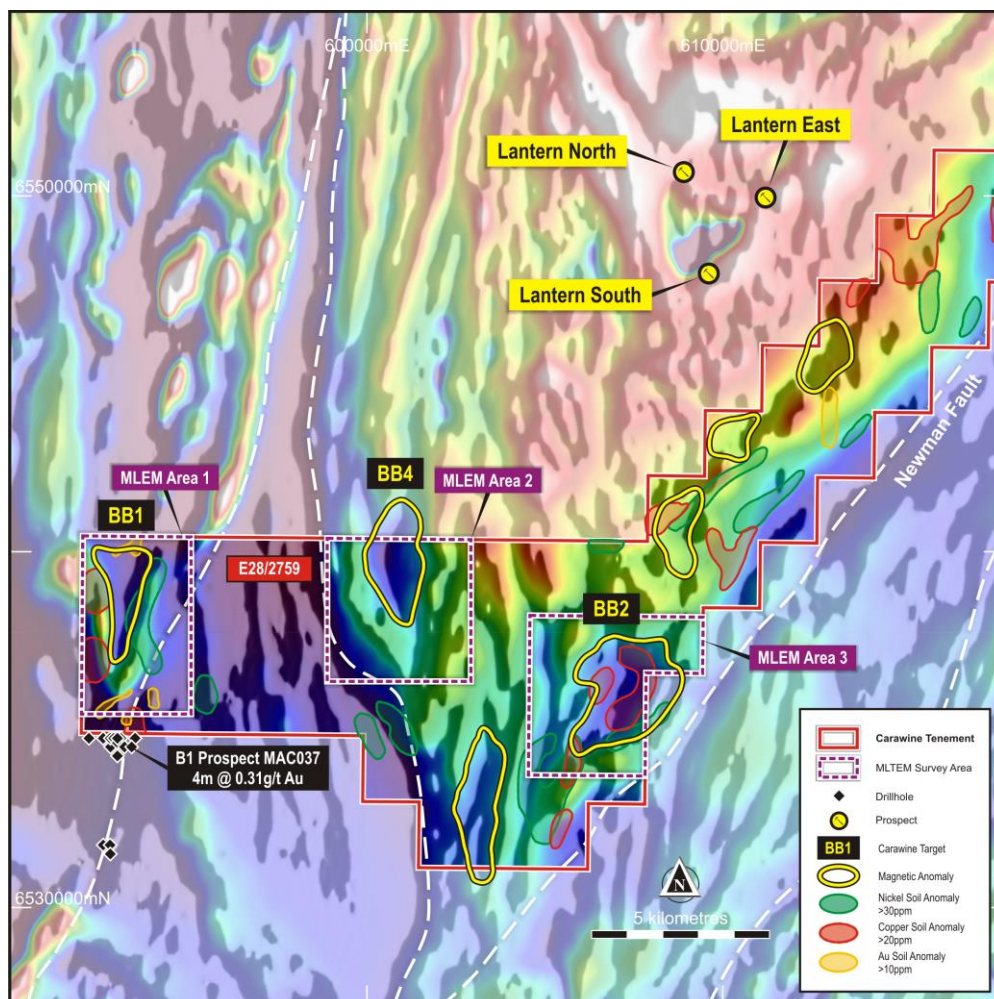 600000mE
610000mE
Lantern East
Lantern North
6550000mN
Lantern South
Newman Fault
BB4
MLEM Area 2
MLEM Area 1
BB1
E28/2759
BB2
MLEM Area 3
B1 Prospect MAC037
4m @ 0.31g/t Au
6530000mN
N
5 kilometres
Carawine Tenement
MLTEM Survey Area
Drillhole
Prospect
BB1
Carawine Target
Magnetic Anomaly
Nickel Soil Anomaly
>30ppm
Copper Soil Anomaly
>20ppm
Au Soil Anomaly
>10ppm